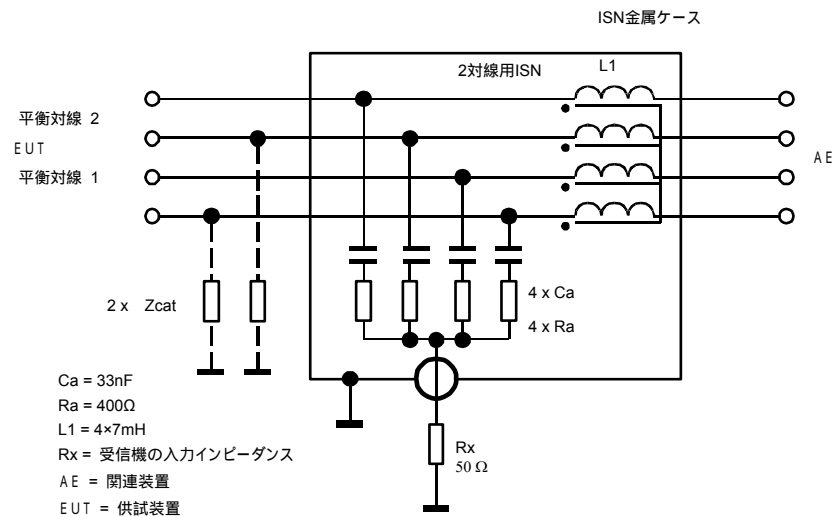 ISN金属ケース
2対線用ISN
L1
平衡対線 2
ＥＵＴ
平衡対線 1
ＡＥ
2 x Zcat
4 x Ca
4 x Ra
Ca = 33nF
Ra = 400Ω
L1 = 4×7mH
Rx = 受信機の入力インピーダンス
ＡＥ = 関連装置
ＥＵＴ = 供試装置
Rx
50 Ω